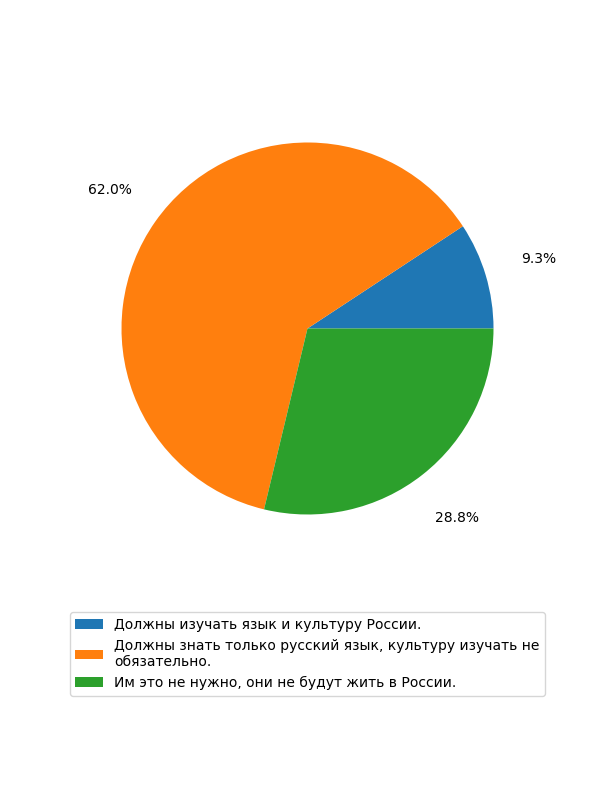 62.0%
9.3%
28.8%
Должны изучать язык и культуру России.
Должны знать только русский язык, культуру изучать не
обязательно.
Им это не нужно, они не будут жить в России.